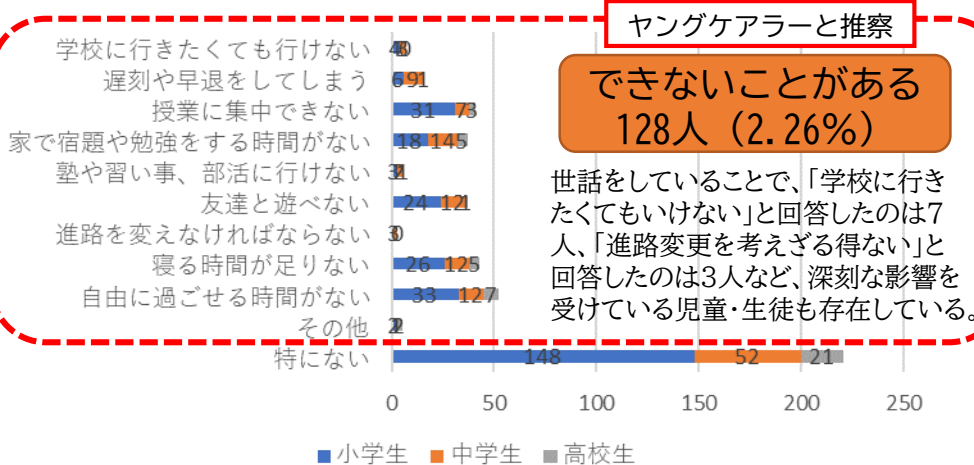 ヤングケアラーと推察
できないことがある
128人（2.26%）
世話をしていることで、「学校に行き
たくてもいけない」と回答したのは7
人、「進路変更を考えざる得ない」と
回答したのは3人など、深刻な影響を
受けている児童・生徒も存在している。
学校に行きたくても行けない
遅刻や早退をしてしまう 6 9 1
授業に集中できない 31 7 3
家で宿題や勉強をする時間がない 18 14 5
塾や習い事、部活に行けない
友達と遊べない 24 12 1
進路を変えなければならない
寝る時間が足りない 26 12 5
自由に過ごせる時間がない 33 12 7
その他
特にない 148 52 21
0 50 100 150 200 250
小学生 中学生 高校生